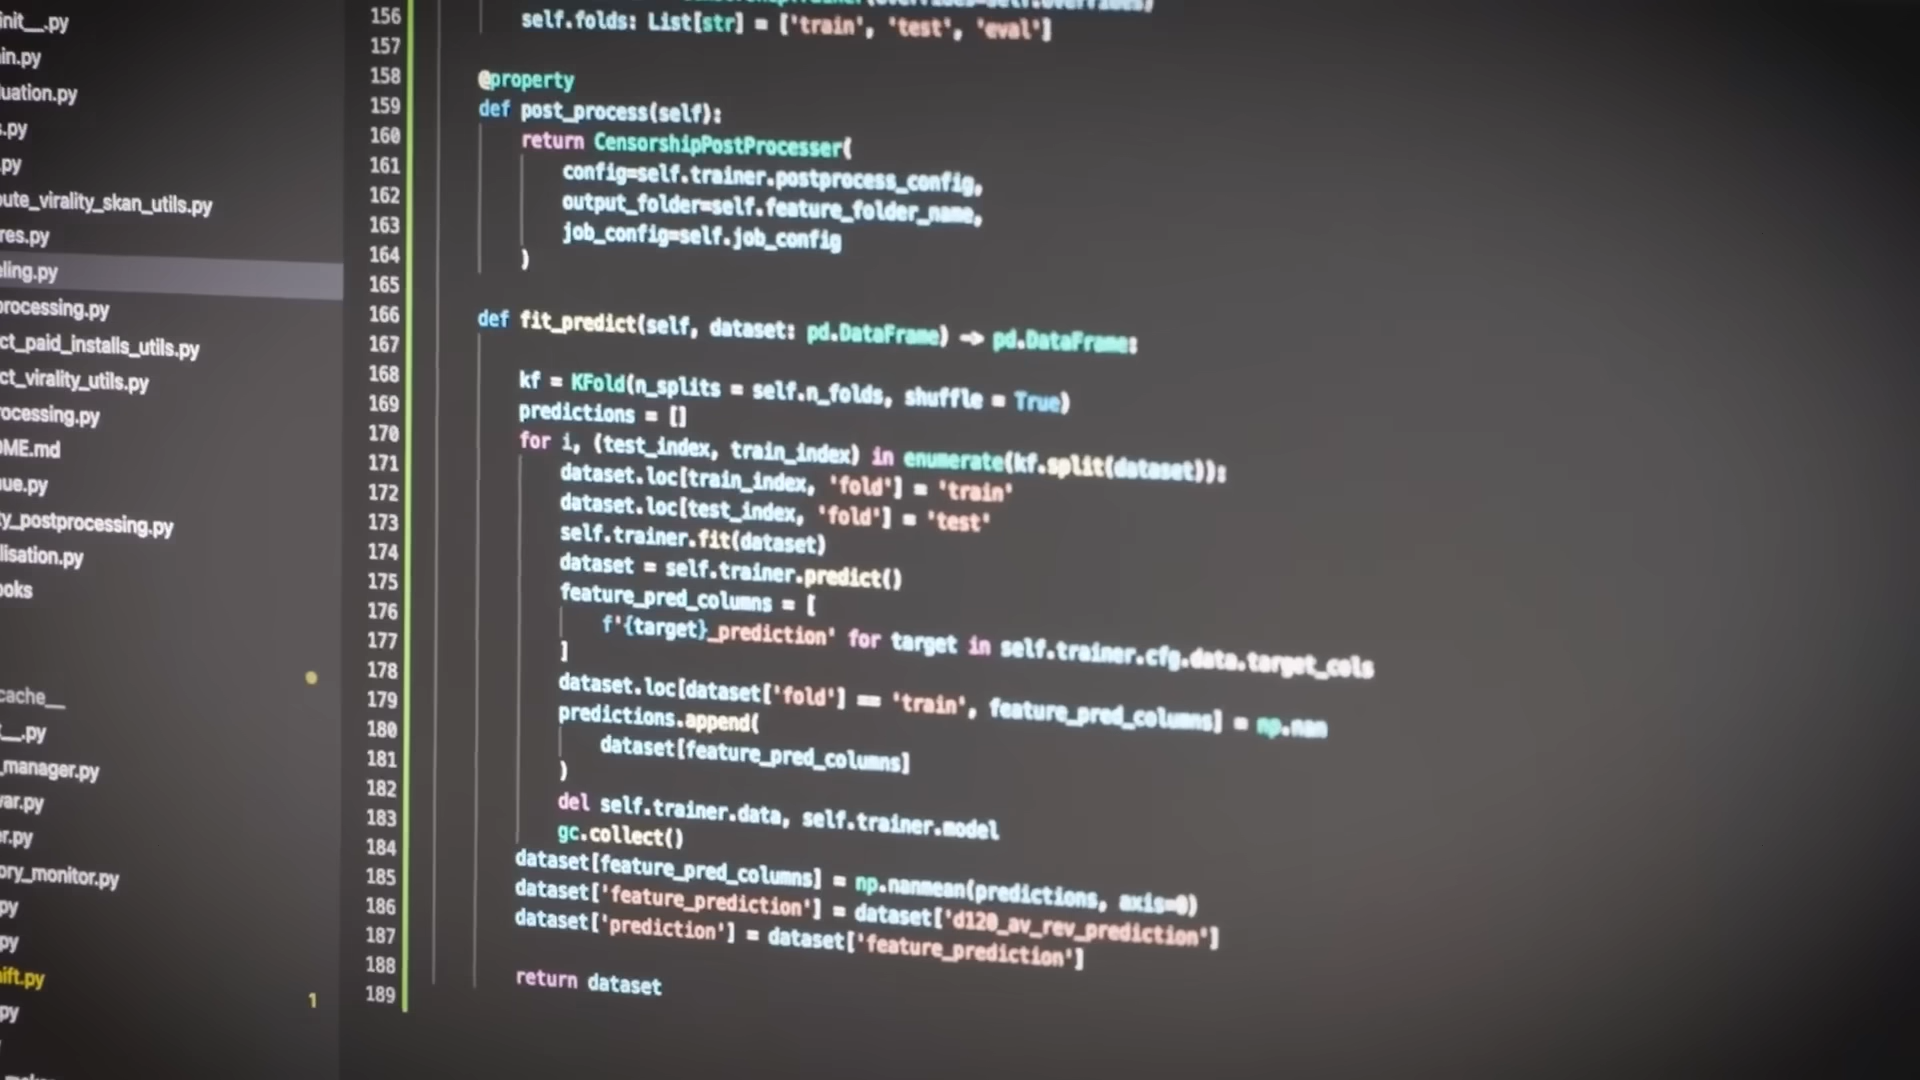 init__.py
in.py
uation.py
s.py
.py
ute_virality_skan_utils.py
res.py
eling.py
processing.py
ct_paid_installs_utils.py
ct_virality_utils.py
ocessing.py
OME.md
ue.py
y_postprocessing.py
lisation.py
ooks
cache__
__.py
_manager.py
var.py
r.py
ory_monitor.py
py
py
ift.py 1
py
156 self.folds: List[str] = ['train', 'test', 'eval']
157
158 @property
159 def post_process(self):
160 return CensorshipPostProcesser(
161 config=self.trainer.postprocess_config,
162 output_folder=self.feature_folder_name,
163 job_config=self.job_config
164 )
165
166 def fit_predict(self, dataset: pd.DataFrame) -> pd.DataFrame:
167
168 kf = KFold(n_splits = self.n_folds, shuffle = True)
169 predictions = []
170 for i, (test_index, train_index) in enumerate(kf.split(dataset)):
171 dataset.loc[train_index, 'fold'] = 'train'
172 dataset.loc[test_index, 'fold'] = 'test'
173 self.trainer.fit(dataset)
174 dataset = self.trainer.predict()
175 feature_pred_columns = [
176 f'{target}_prediction' for target in self.trainer.cfg.data.target_cols
177 ]
178 dataset.loc[dataset['fold'] == 'train', feature_pred_columns] = np.nan
179 predictions.append(
180 dataset[feature_pred_columns]
181 )
182 del self.trainer.data, self.trainer.model
183 gc.collect()
184 dataset[feature_pred_columns] = np.nanmean(predictions, axis=0)
185 dataset['feature_prediction'] = dataset['d120_av_rev_prediction']
186 dataset['prediction'] = dataset['feature_prediction']
187
188 return dataset
189